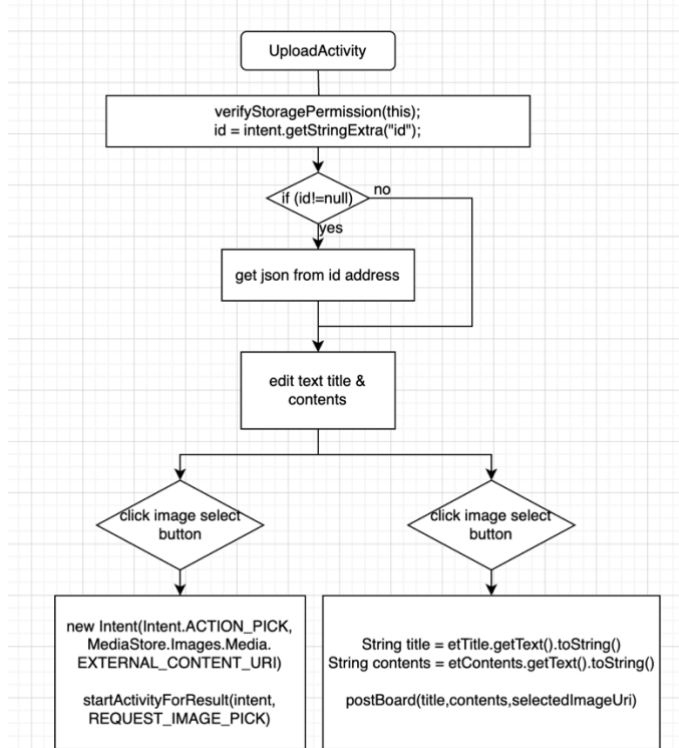 UploadActivity
verifyStoragePermission(this);
id = intent.getStringExtra("id");
if (id!=null)
no
yes
get json from id address
edit text title &
contents
click image select
button
click image select
button
new Intent(Intent.ACTION_PICK,
MediaStore.Images.Media.
EXTERNAL_CONTENT_URI)
startActivityForResult(intent,
REQUEST_IMAGE_PICK)
String title = etTitle.getText().toString()
String contents = etContents.getText().toString()
postBoard(title,contents,selectedImageUri)